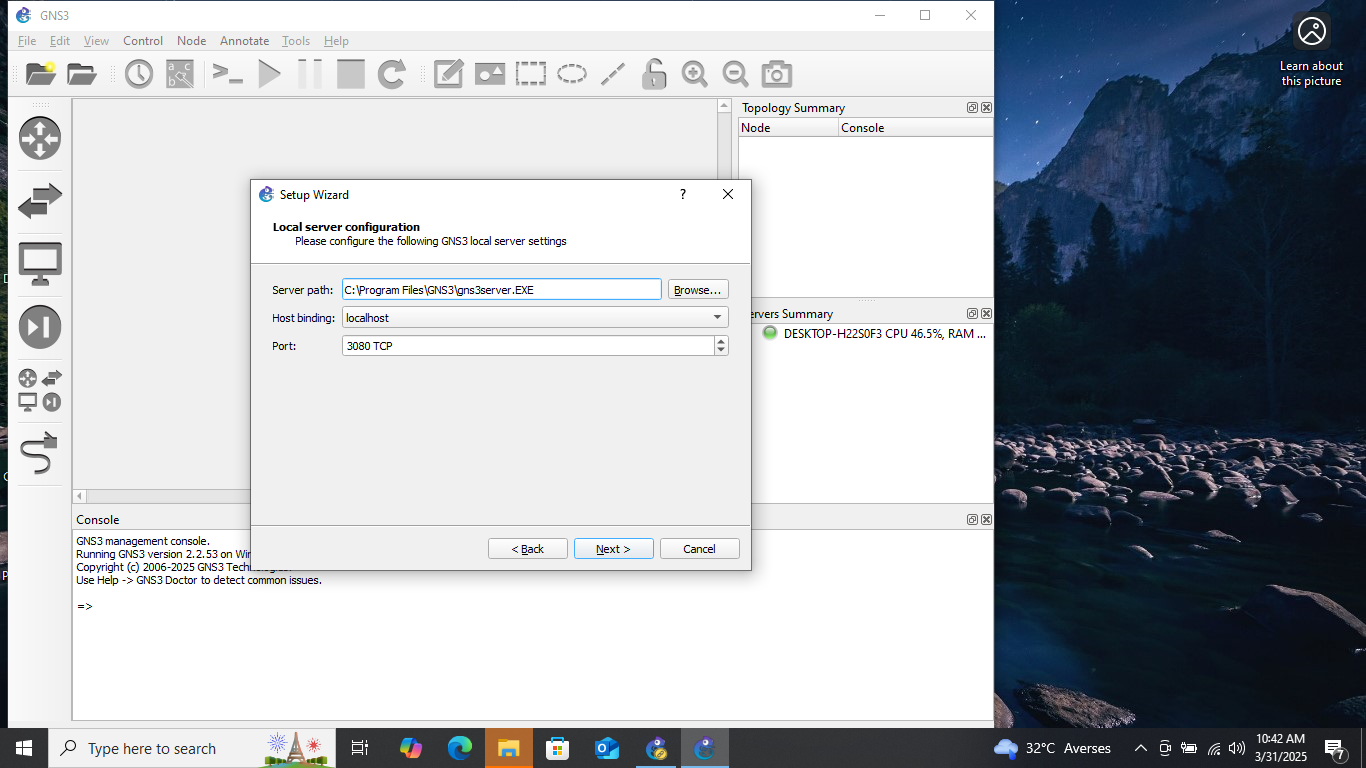 GNS3
File Edit View Control Node Annotate Tools Help
Learn about
this picture
Topology Summary
Node Console
Setup Wizard
?
Local server configuration
Please configure the following GNS3 local server settings
Server path: C:\Program Files\GNS3\gns3server.EXE Browse...
Host binding: localhost
Port: 3080 TCP
ervers Summary
DESKTOP-H22S0F3 CPU 46.5%, RAM ...
< Back Next > Cancel
Console
GNS3 management console.
Running GNS3 version 2.2.53 on Win
Copyright (c) 2006-2025 GNS3 Technologies.
Use Help -> GNS3 Doctor to detect common issues.
=>
Type here to search
32°C Averses
10:42 AM
3/31/2025
7